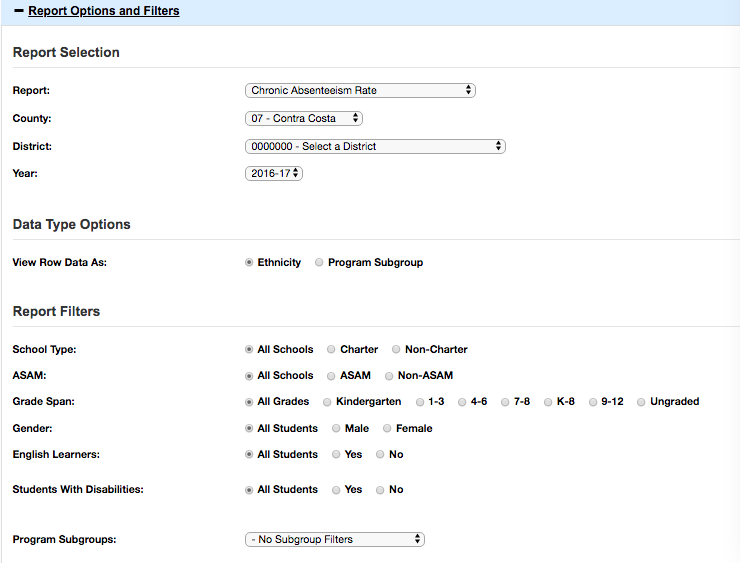 Report Options and Filters
Report Selection
Report: Chronic Absenteeism Rate
County: 07 - Contra Costa
District: 0000000 - Select a District
Year: 2016-17
Data Type Options
View Row Data As: Ethnicity Program Subgroup
Report Filters
School Type: All Schools Charter Non-Charter
ASAM: All Schools ASAM Non-ASAM
Grade Span: All Grades Kindergarten 1-3 4-6 7-8 K-8 9-12 Ungraded
Gender: All Students Male Female
English Learners: All Students Yes No
Students With Disabilities: All Students Yes No
Program Subgroups: - No Subgroup Filters